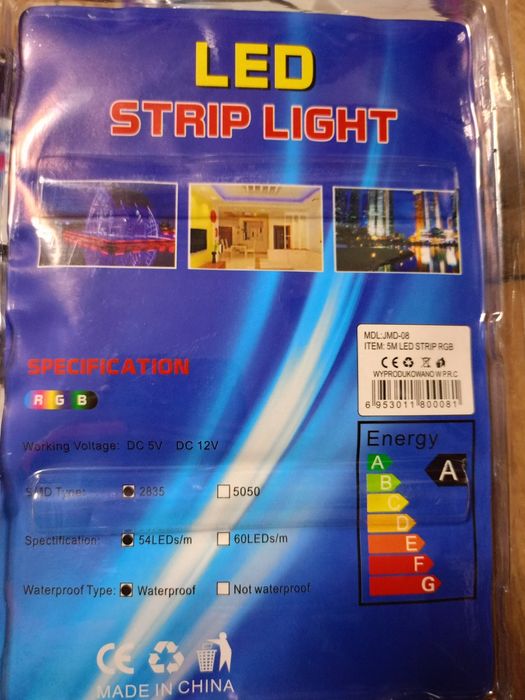 LED
STRIP LIGHT
MDL:JMD-08
ITEM: 5M LED STRIP RGB
CE
WYPRODUKOWANO W P.R.C
6 953011 800081
SPECIFICATION
R G B
Working Voltage: DC 5V DC 12V
SMD Type: 2835 5050
Spectification: 54LEDs/m 60LEDs/m
Waterproof Type: Waterproof Not waterproof
Energy
A A
B
C
D
E
F
G
CE
MADE IN CHINA